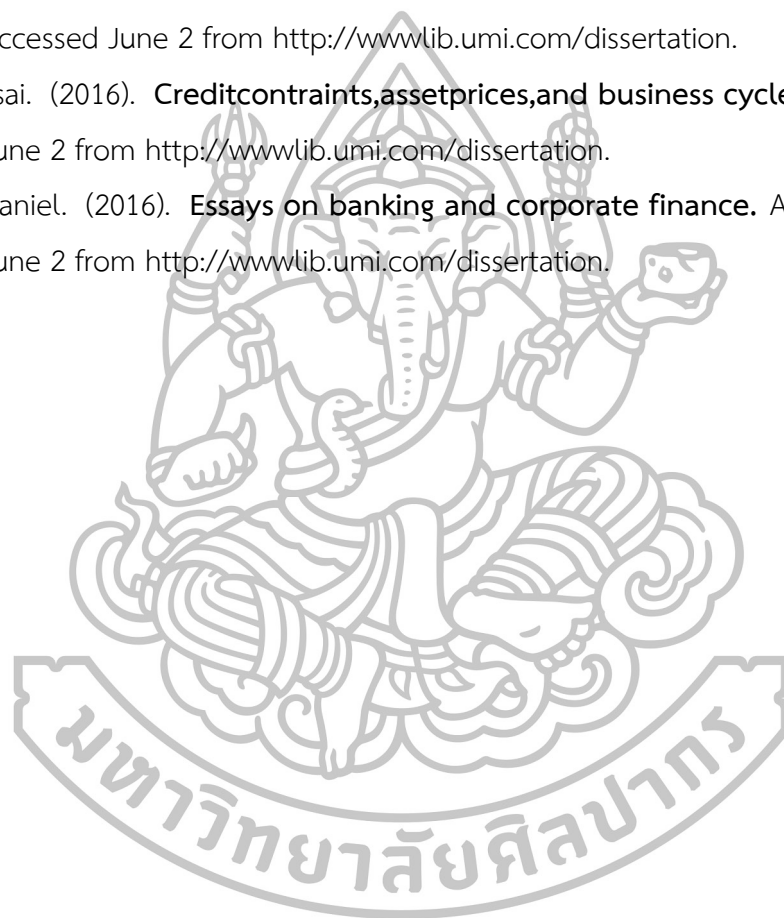 ccessed June 2 from http://wwwlib.umi.com/dissertation.
sai. (2016). Creditcontraints,assetprices,and business cycle
une 2 from http://wwwlib.umi.com/dissertation.
aniel. (2016). Essays on banking and corporate finance. A
une 2 from http://wwwlib.umi.com/dissertation.
มหาวิทยาลัยศิลปากร